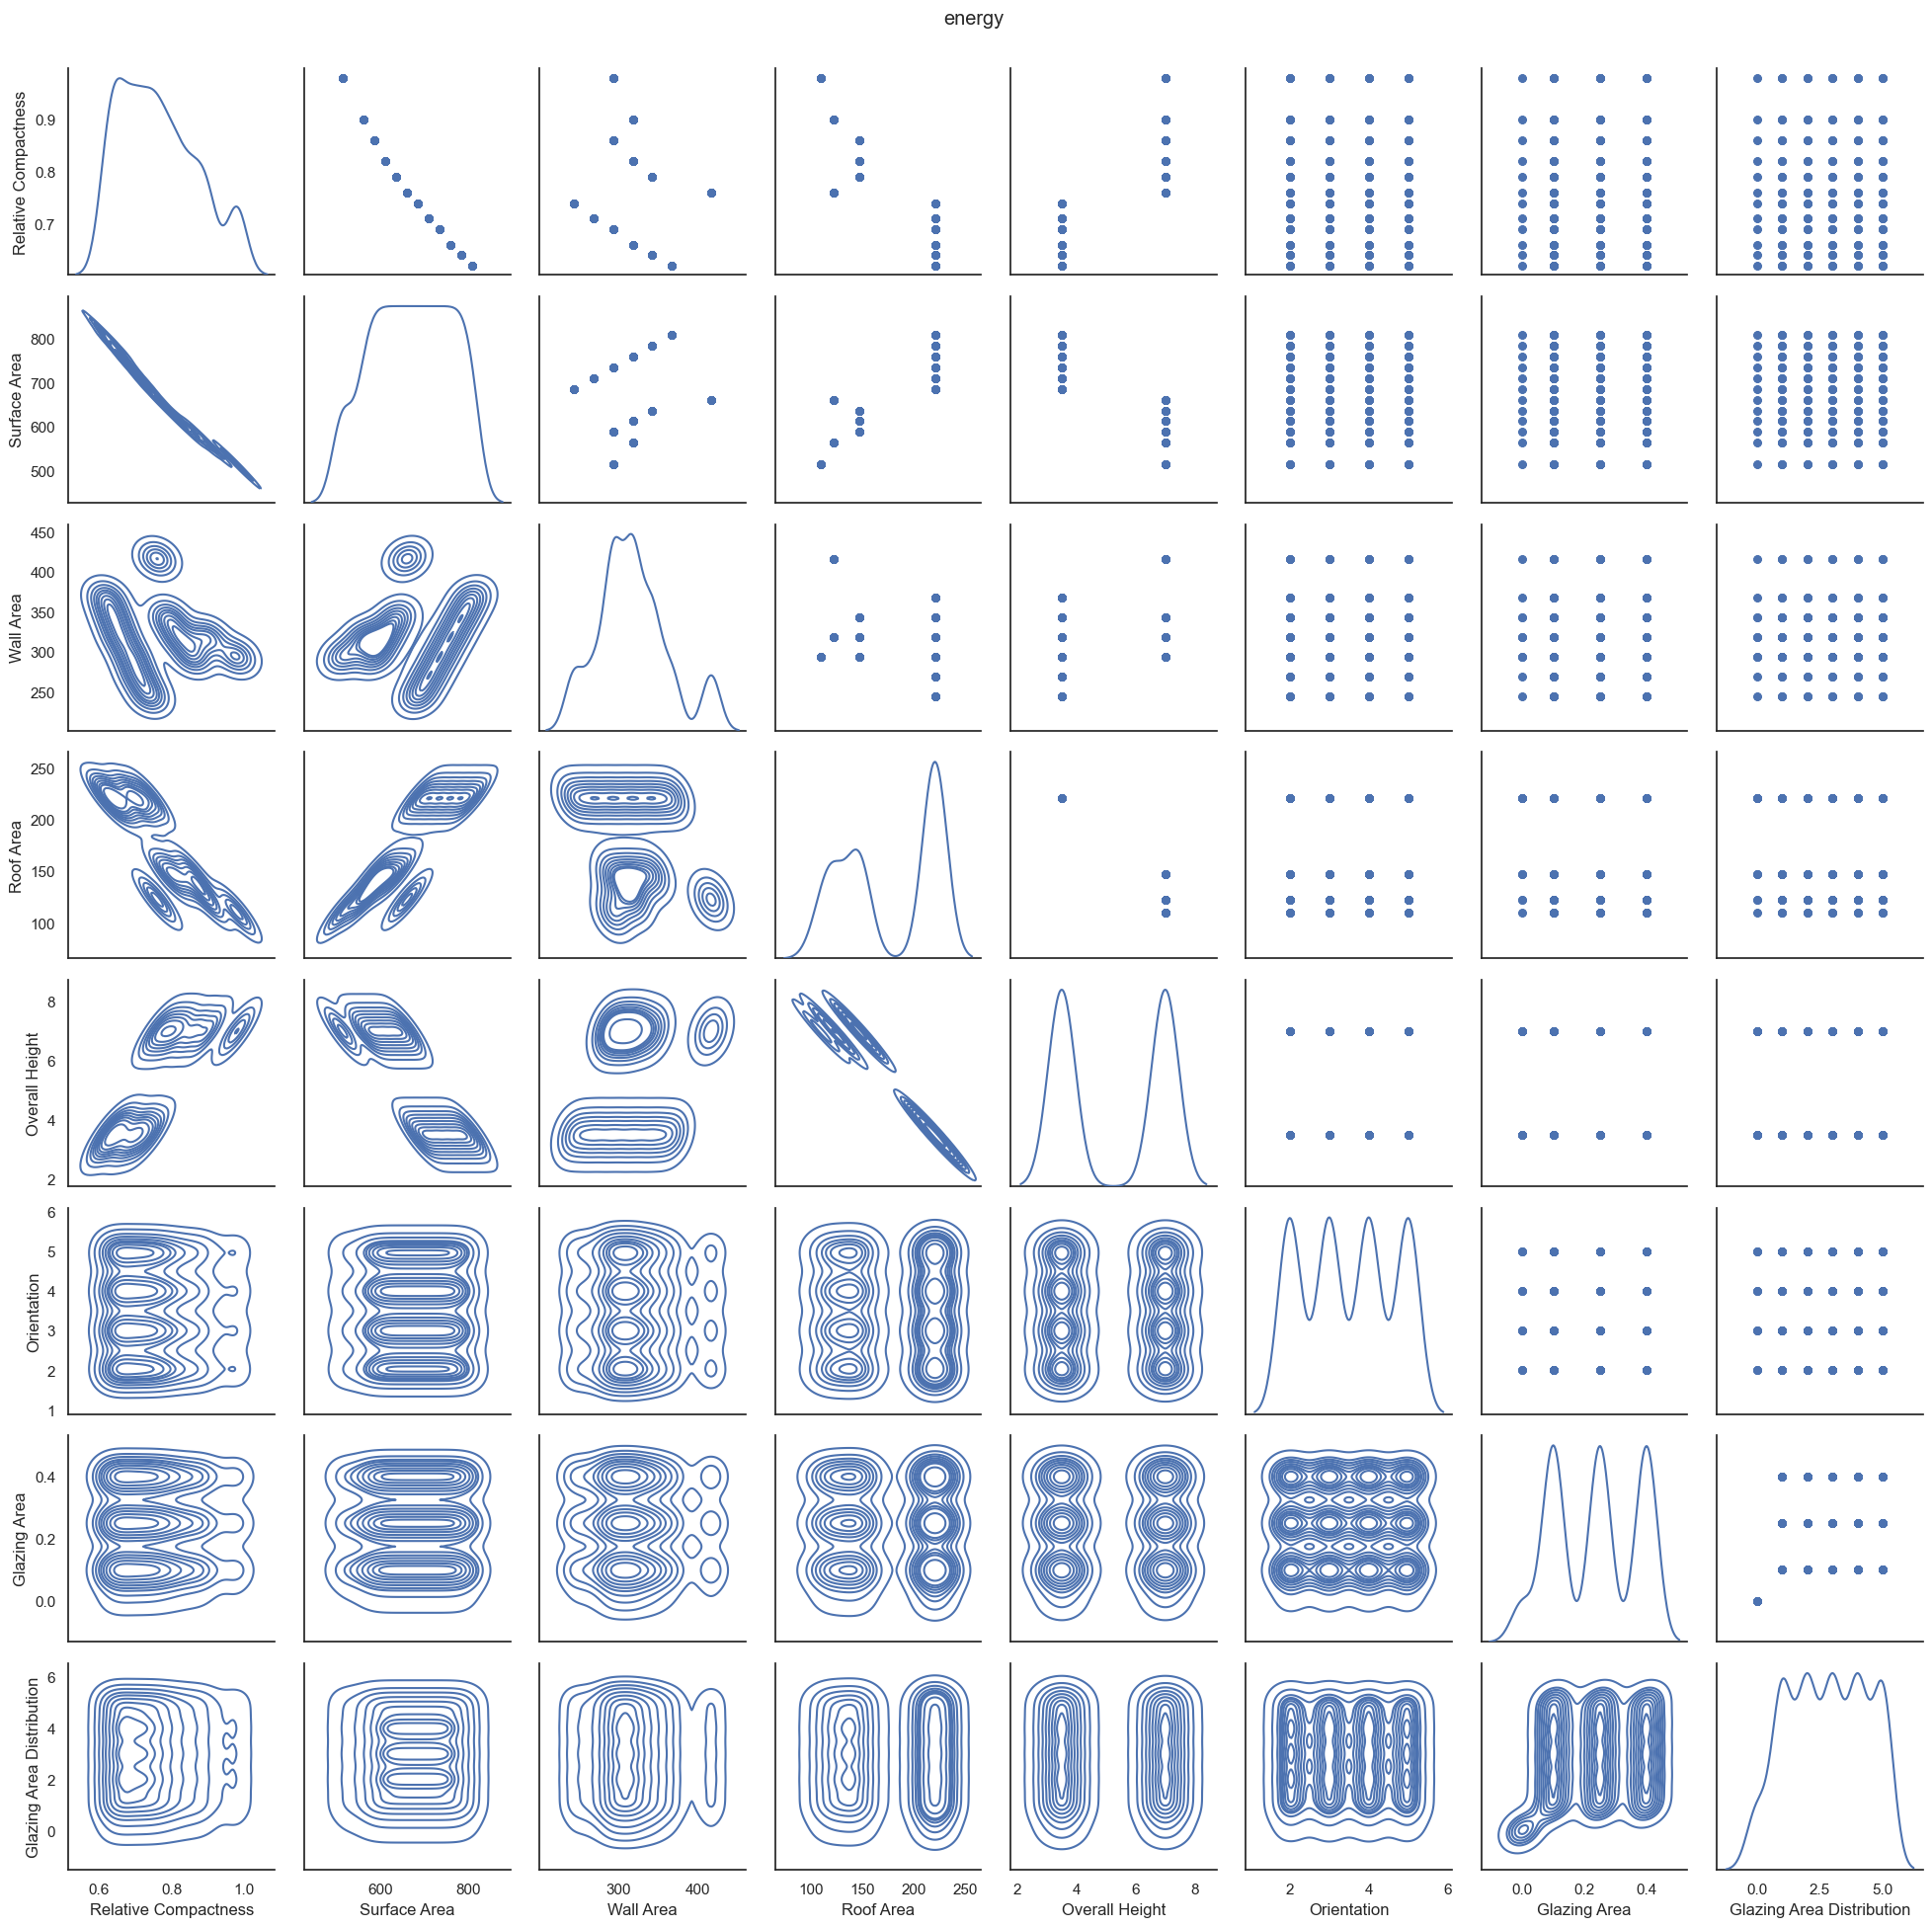 energy
Relative Compactness
0.9
0.8
0.7
Surface Area
800
700
600
500
Wall Area
450
400
350
300
250
Roof Area
250
200
150
100
Overall Height
8
6
4
2
Orientation
6
5
4
3
2
1
Glazing Area
0.4
0.2
0.0
Glazing Area Distribution
6
4
2
0
0.6 0.8 1.0
600 800
300 400
100 150 200 250
2 4 6 8
2 4 6
0.0 0.2 0.4
0.0 2.5 5.0
Relative Compactness
Surface Area
Wall Area
Roof Area
Overall Height
Orientation
Glazing Area
Glazing Area Distribution